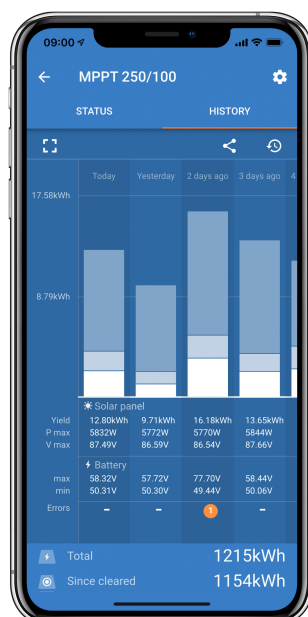 09:00
MPPT 250/100
STATUS HISTORY
Today Yesterday 2 days ago 3 days ago 4
17.58kWh
8.79kWh
Solar panel
Yield 12.80kWh 9.71kWh 16.18kWh 13.65kWh
P max 5832W 5772W 5770W 5844W
V max 87.49V 86.59V 86.54V 87.66V
Battery
max 58.32V 57.72V 77.70V 58.44V
min 50.31V 50.30V 49.44V 50.06V
Errors – – 1 –
Total 1215kWh
Since cleared 1154kWh